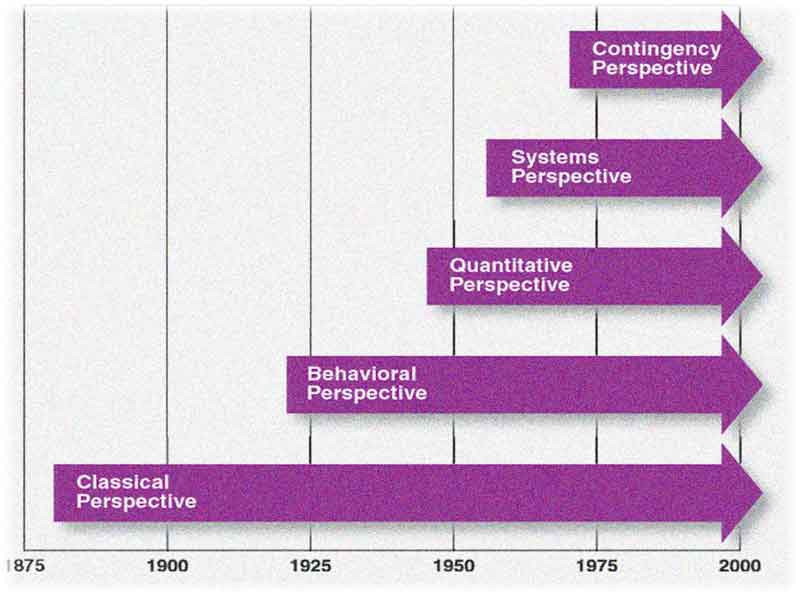 Contingency
Perspective
Systems
Perspective
Quantitative
Perspective
Behavioral
Perspective
Classical
Perspective
1875 1900 1925 1950 1975 2000